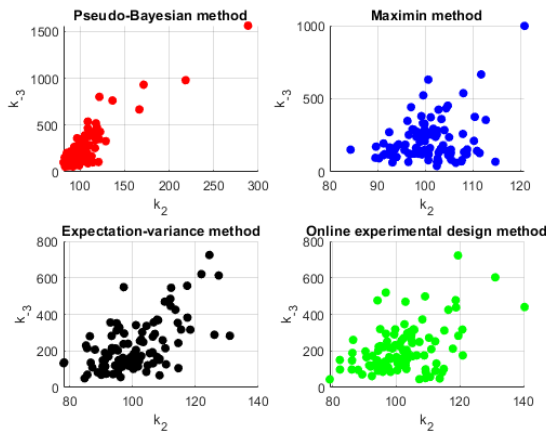 Pseudo-Bayesian method
Maximin method
1500
1000
500
0
k-3
100
150
200
250
300
k2
1000
500
0
k-3
80
90
100
110
120
k2
Expectation-variance method
Online experimental design method
800
600
400
200
0
k-3
80
100
120
140
k2
800
600
400
200
0
k-3
80
100
120
140
k2